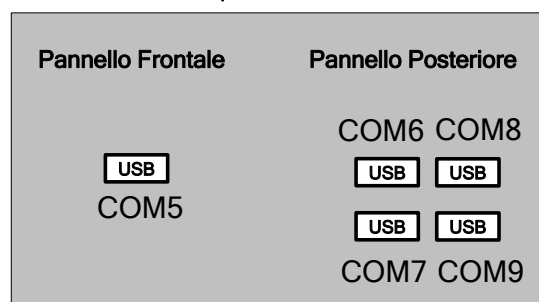 Pannello Frontale Pannello Posteriore
COM6 COM8
USB USB USB
COM5
USB USB
COM7 COM9